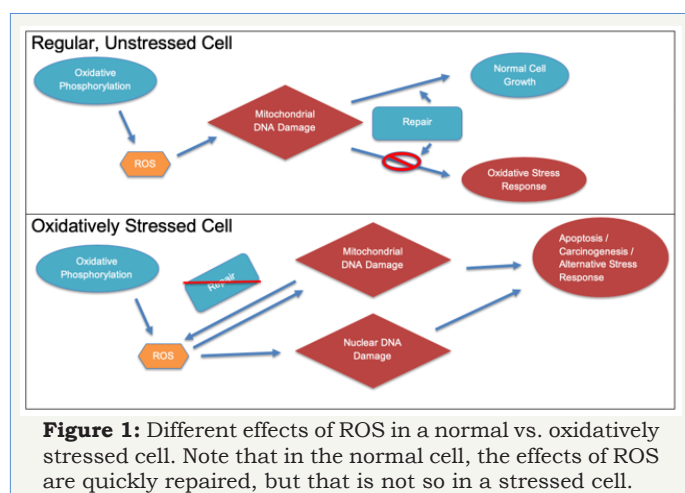 Regular, Unstressed Cell
Oxidative
Phosphorylation
ROS
Mitochondrial
DNA Damage
Repair
Normal Cell
Growth
Oxidative Stress
Response
Oxidatively Stressed Cell
Oxidative
Phosphorylation
Repair
ROS
Mitochondrial
DNA Damage
Nuclear DNA
Damage
Apoptosis /
Carcinogenesis /
Alternative Stress
Response
Figure 1: Different effects of ROS in a normal vs. oxidatively
stressed cell. Note that in the normal cell, the effects of ROS
are quickly repaired, but that is not so in a stressed cell.